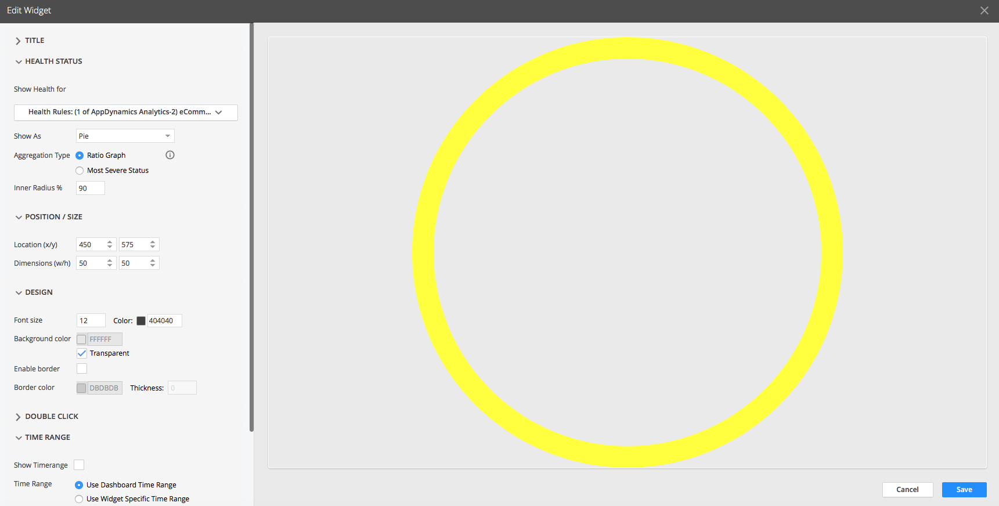 Edit Widget
TITLE
HEALTH STATUS
Show Health for
Health Rules: (1 of AppDynamics Analytics-2) eComm...
Show As Pie
Aggregation Type Ratio Graph
Most Severe Status
Inner Radius % 90
POSITION / SIZE
Location (x/y) 450 575
Dimensions (w/h) 50 50
DESIGN
Font size 12 Color: 404040
Background color FFFFFF
Transparent
Enable border
Border color DBDBDB Thickness: 0
DOUBLE CLICK
TIME RANGE
Show Timerange
Time Range Use Dashboard Time Range
Use Widget Specific Time Range
Cancel Save